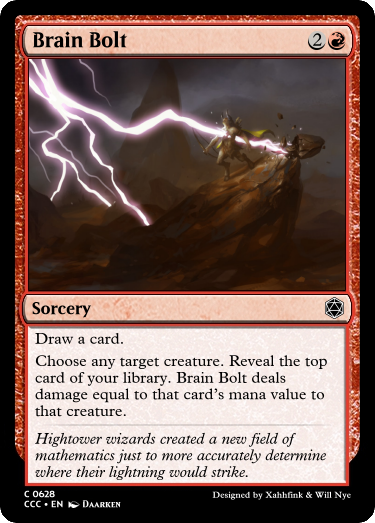 Brain Bolt 2
Sorcery
Draw a card.
Choose any target creature. Reveal the top
card of your library. Brain Bolt deals
damage equal to that card's mana value to
that creature.
Hightower wizards created a new field of
mathematics just to more accurately determine
where their lightning would strike.
C 0628
CCC • EN Daarken
Designed by Xahhfink & Will Nye